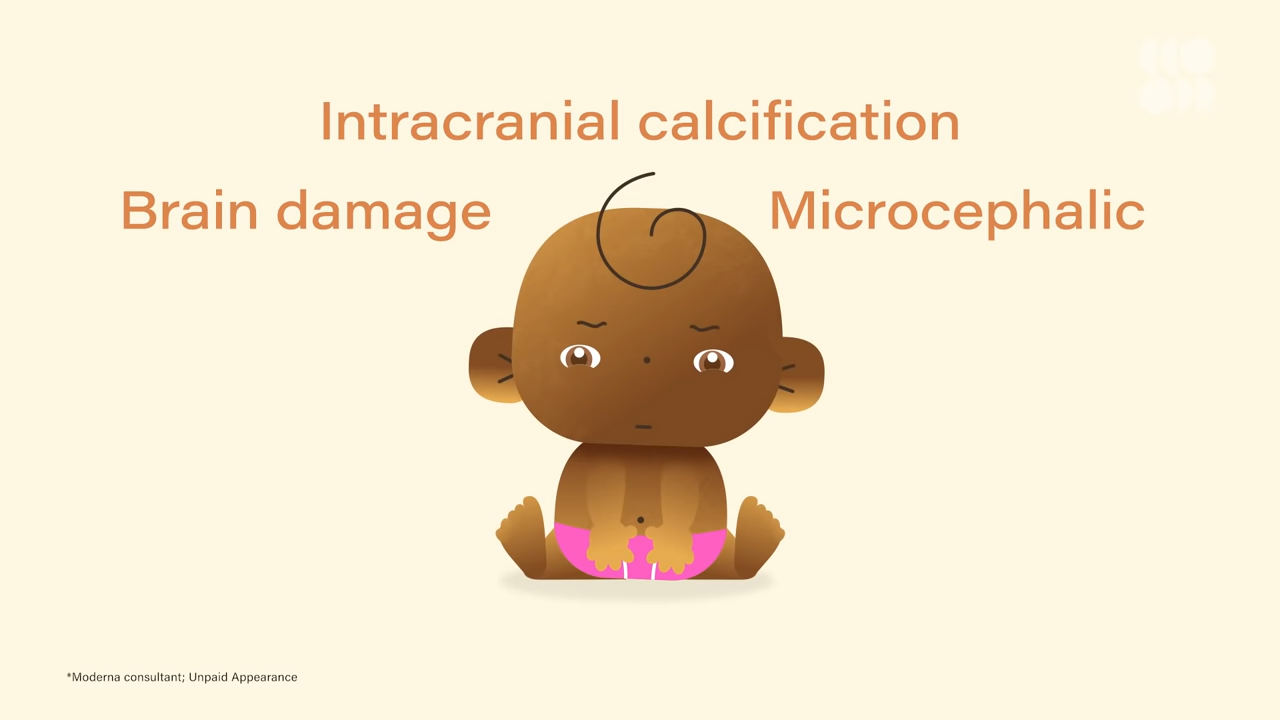 Intracranial calcification
Brain damage
Microcephalic
*Moderna consultant; Unpaid Appearance